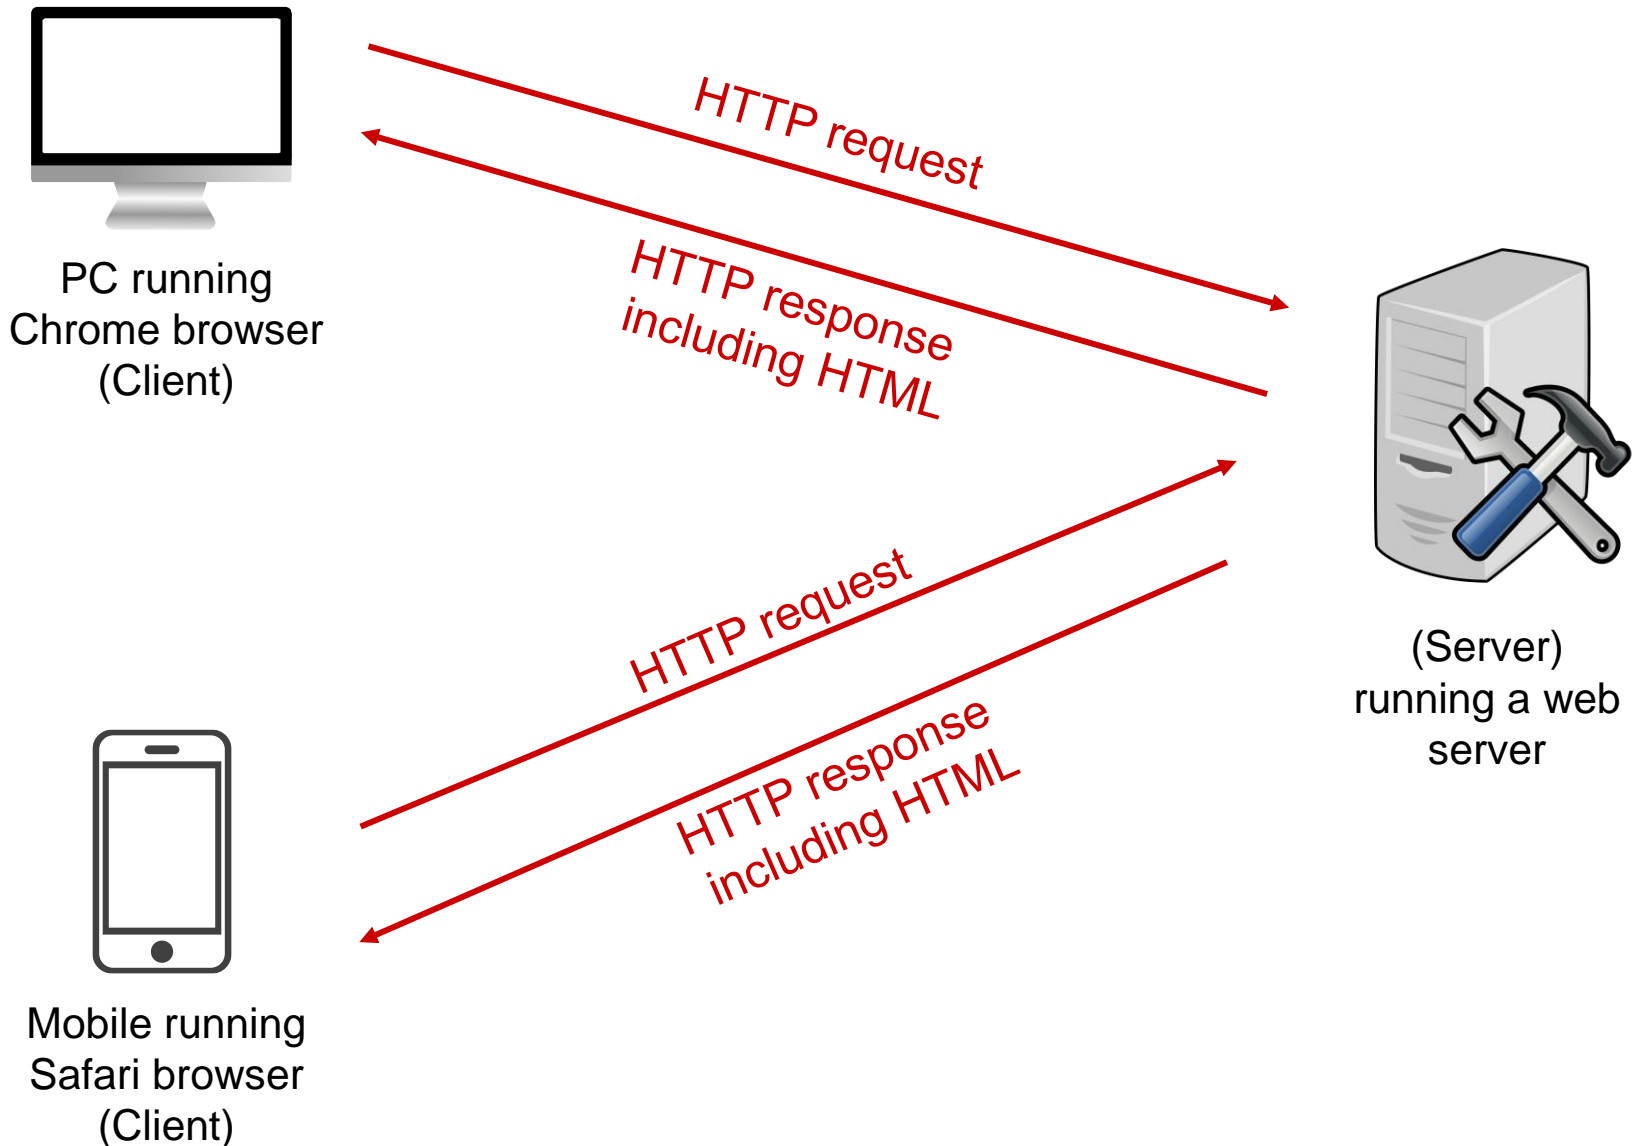 HTTP request
HTTP response
including HTML
PC running
Chrome browser
(Client)
HTTP request
HTTP response
including HTML
(Server)
running a web
server
Mobile running
Safari browser
(Client)